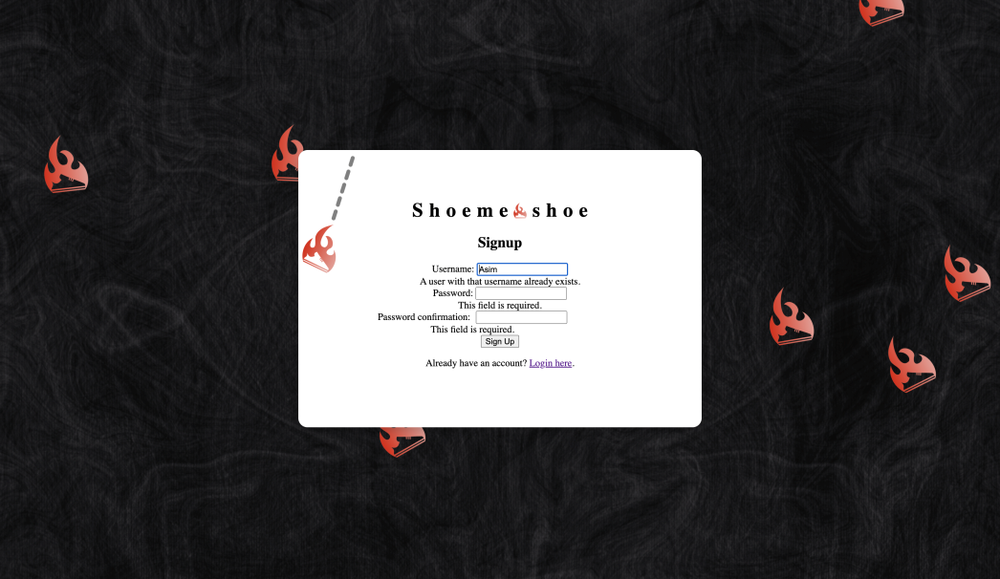 Shoeme shoe
Signup
Username: Asim
A user with that username already exists.
Password:
This field is required.
Password confirmation:
This field is required.
Sign Up
Already have an account? Login here.